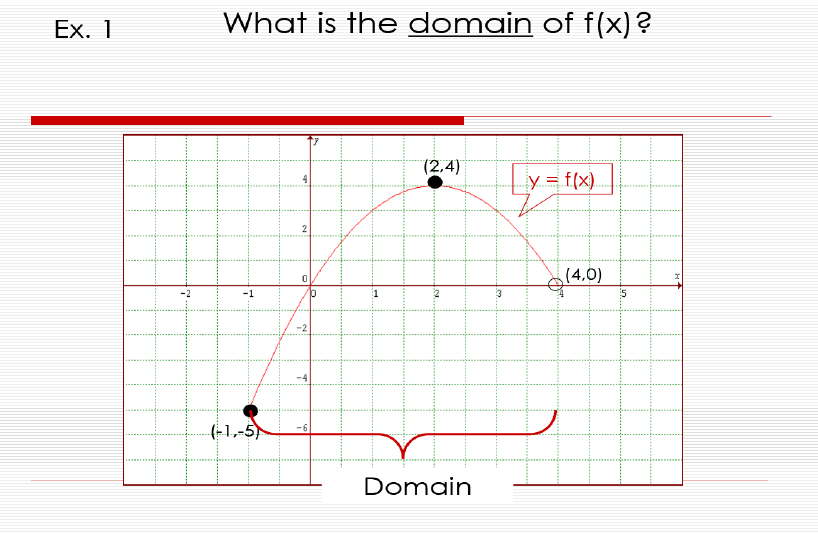 Ex. 1
What is the domain of f(x)?
y
(2,4)
y = f(x)
4
2
0
(4,0)
x
-2
-1
0
1
2
3
4
5
-2
-4
(-1,-5)
-6
Domain